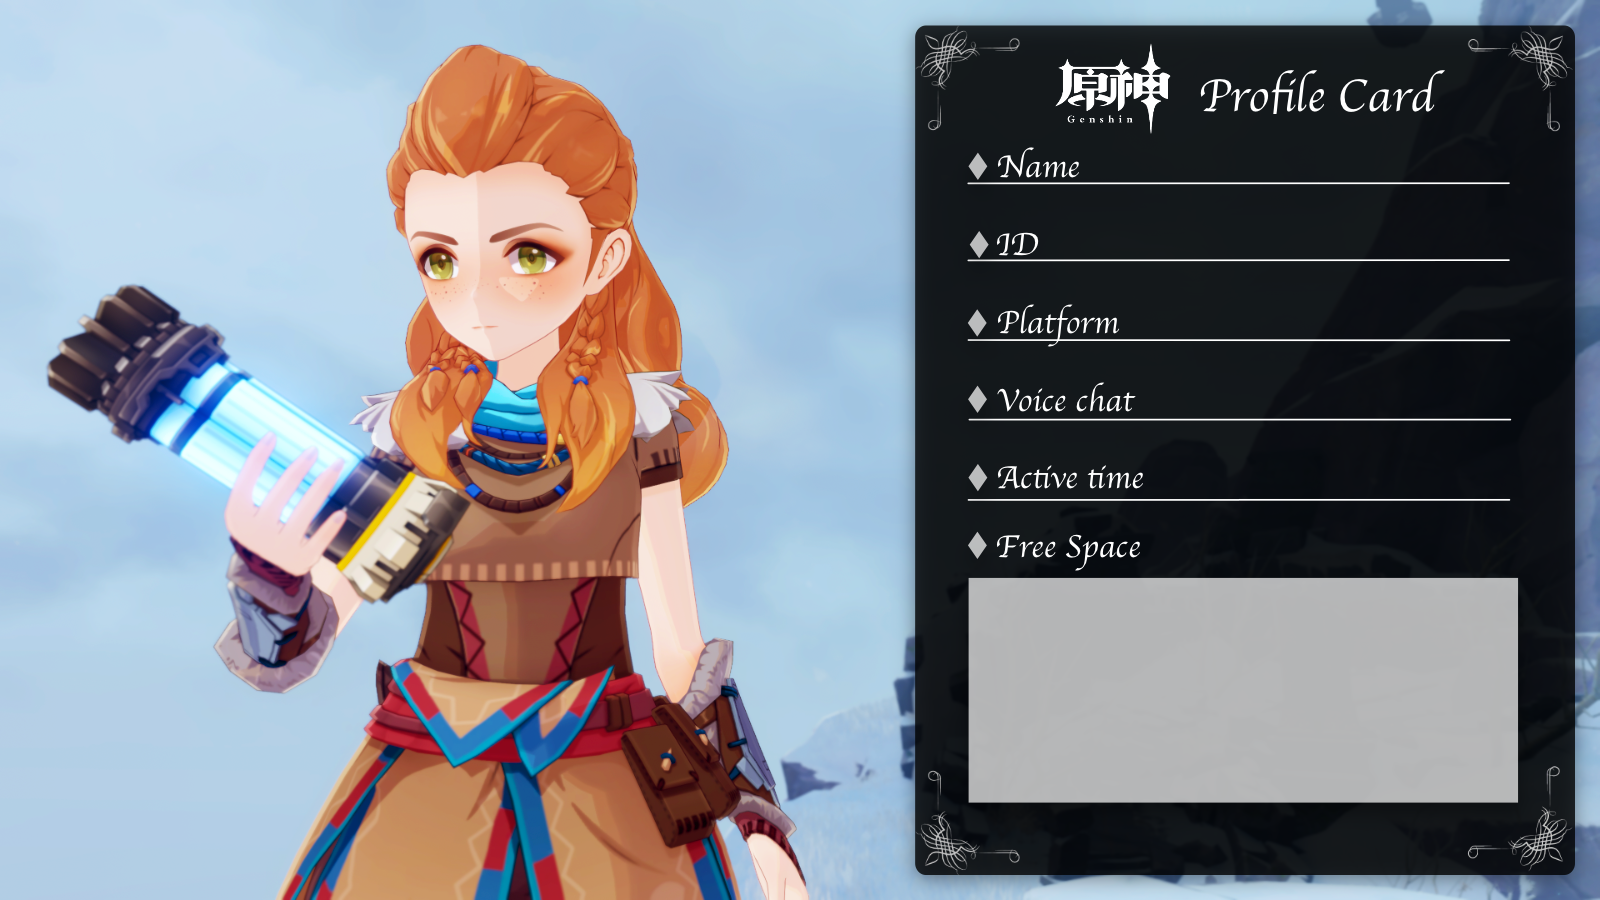 原神
Genshin
Profile Card
Name
ID
Platform
Voice chat
Active time
Free Space